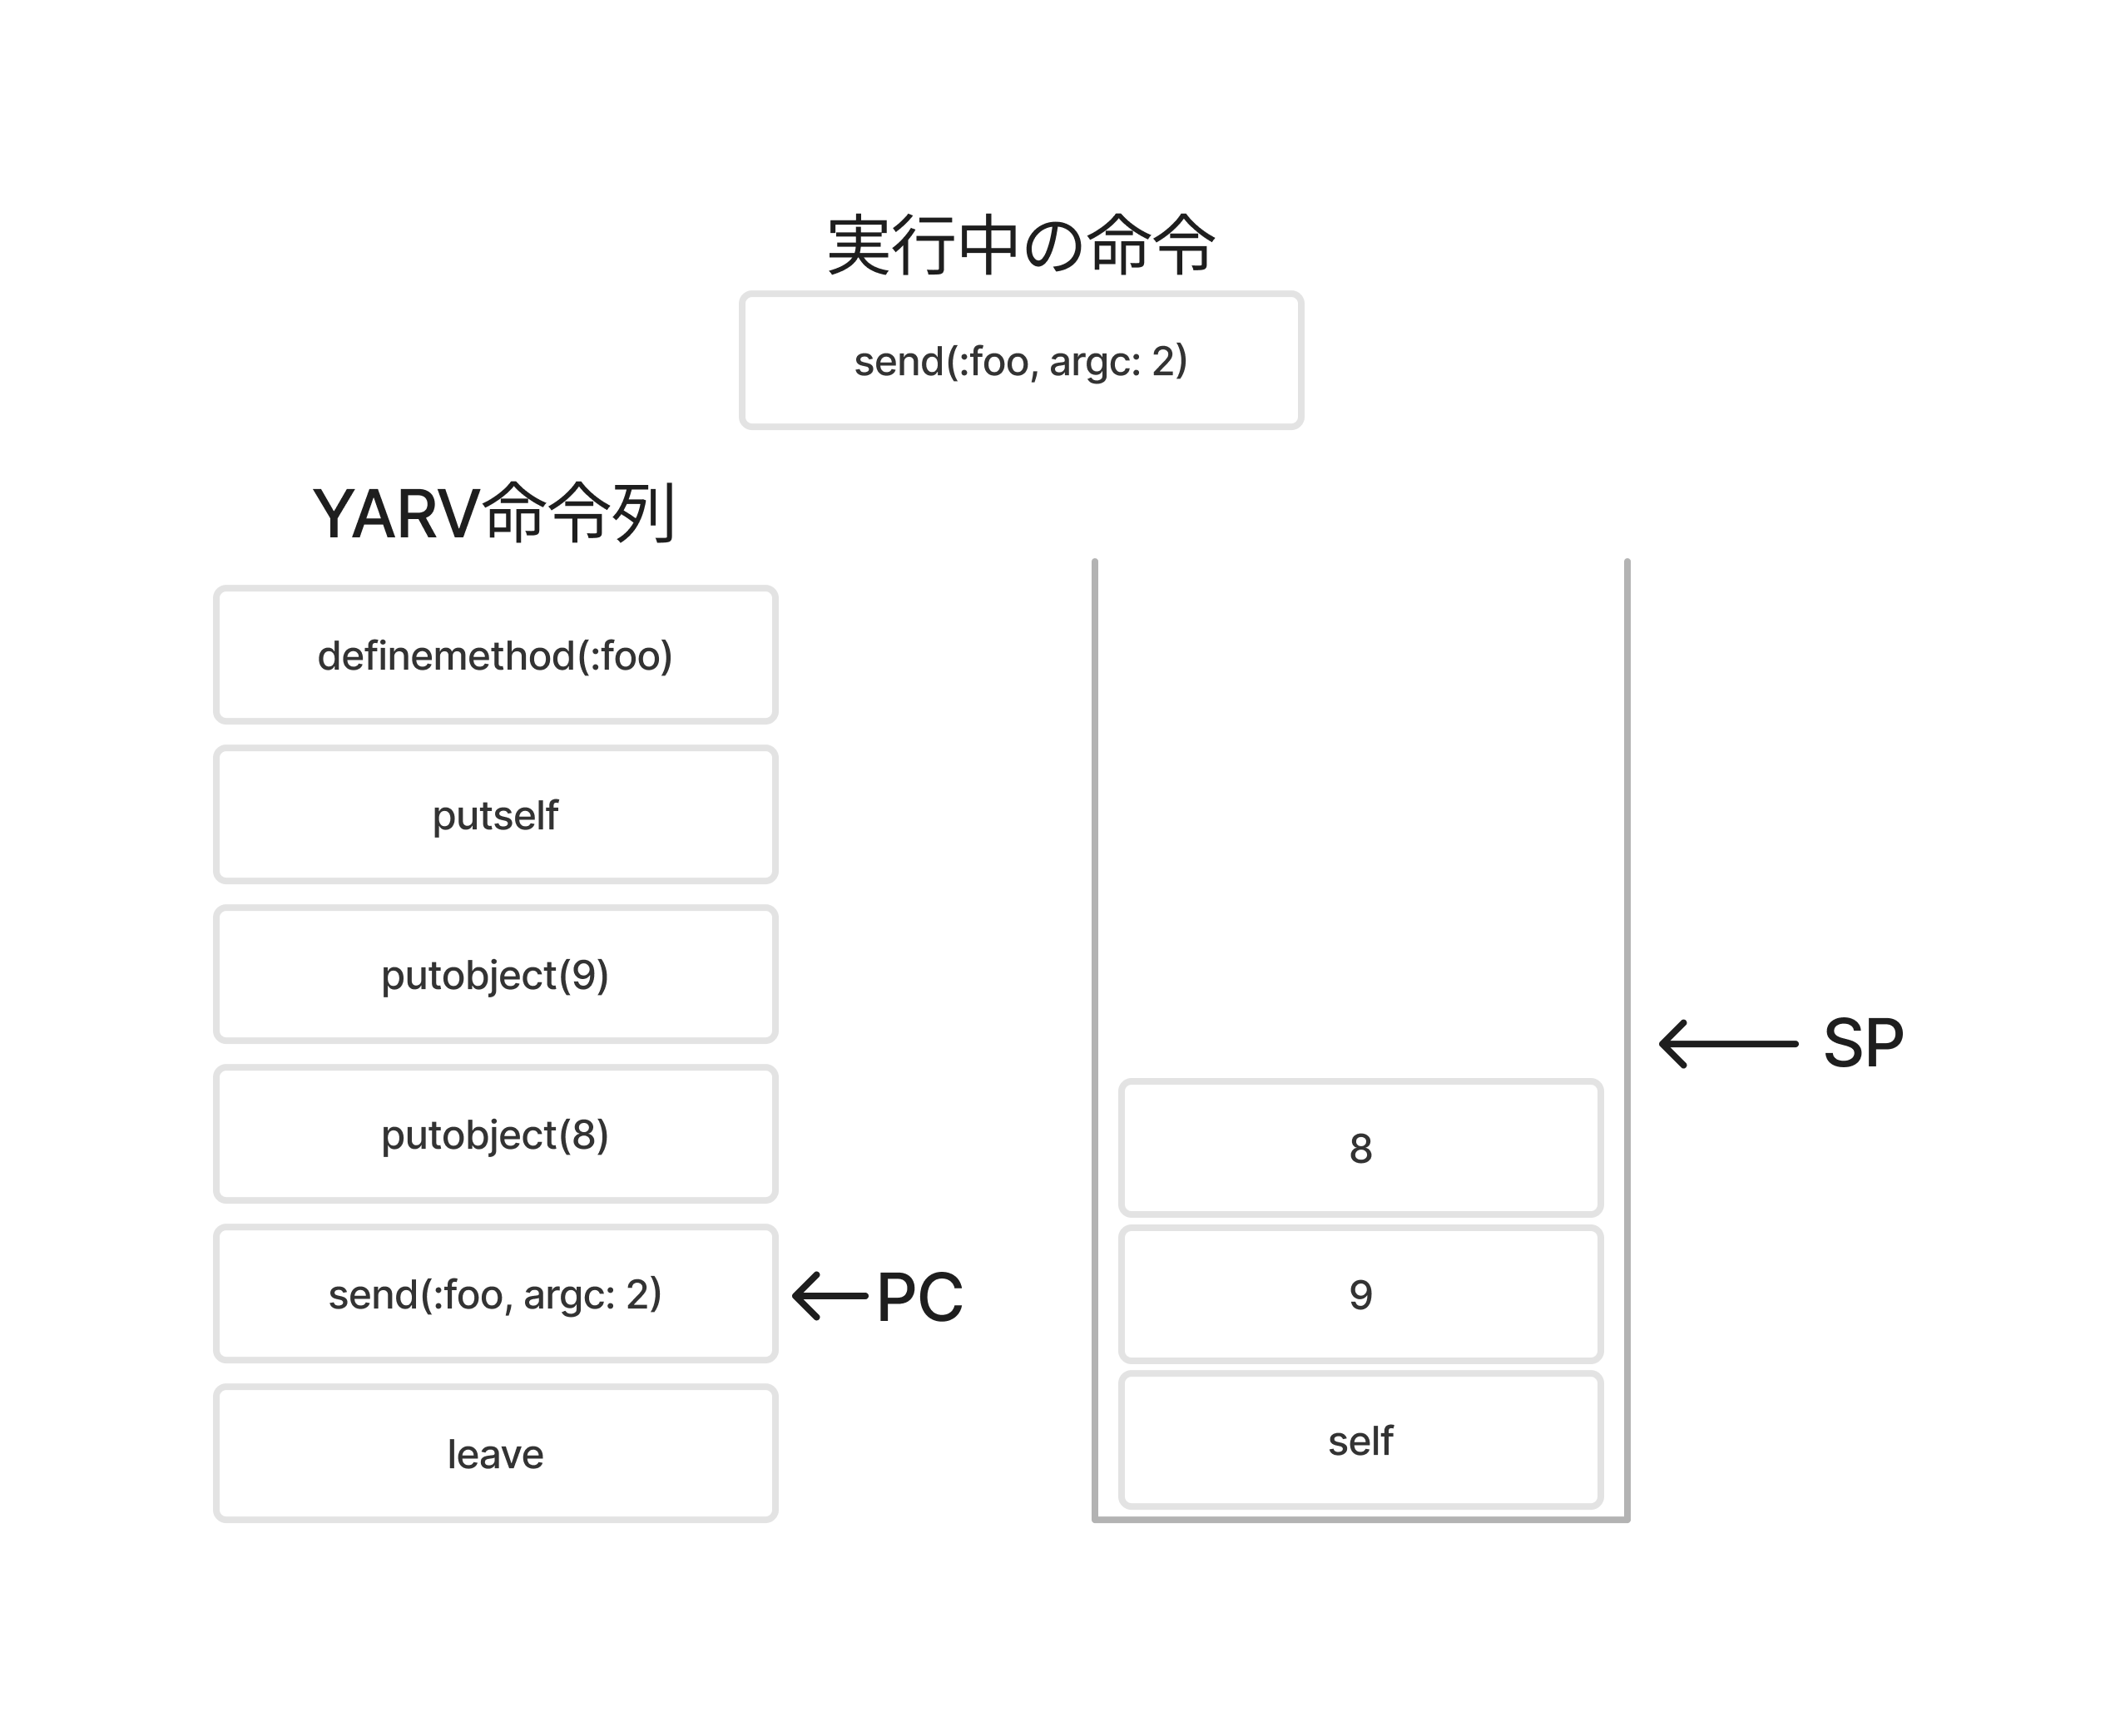 実行中の命令
send(:foo, argc: 2)
YARV命令列
definemethod(:foo)
putself
putobject(9)
putobject(8)
send(:foo, argc: 2)
PC
leave
SP
8
9
self